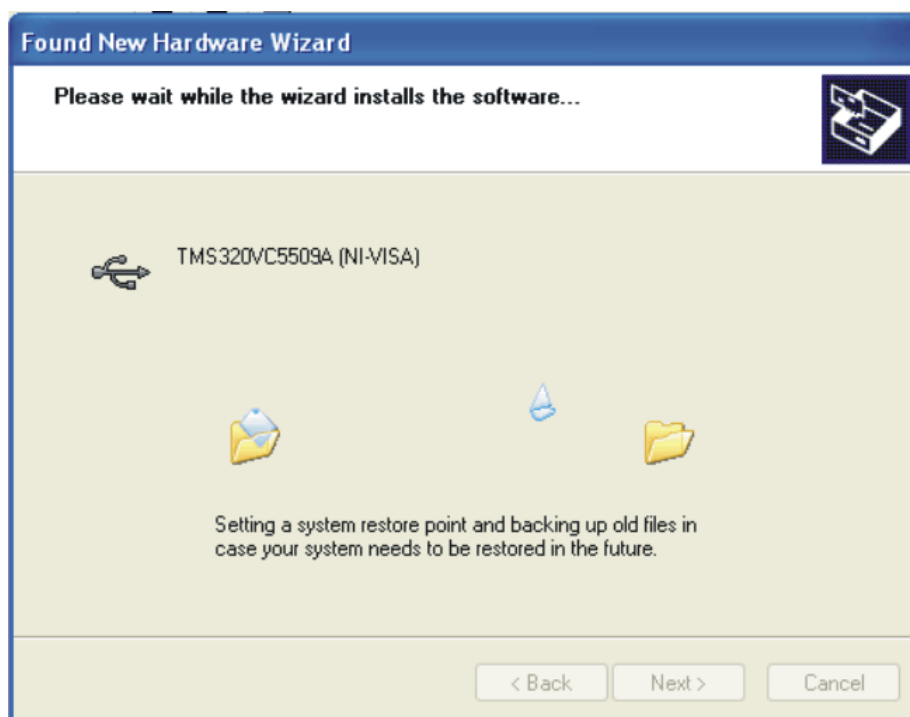 Found New Hardware Wizard
Please wait while the wizard installs the software...
TMS320VC5509A (NI-VISA)
Setting a system restore point and backing up old files in
case your system needs to be restored in the future.
< Back
Next >
Cancel